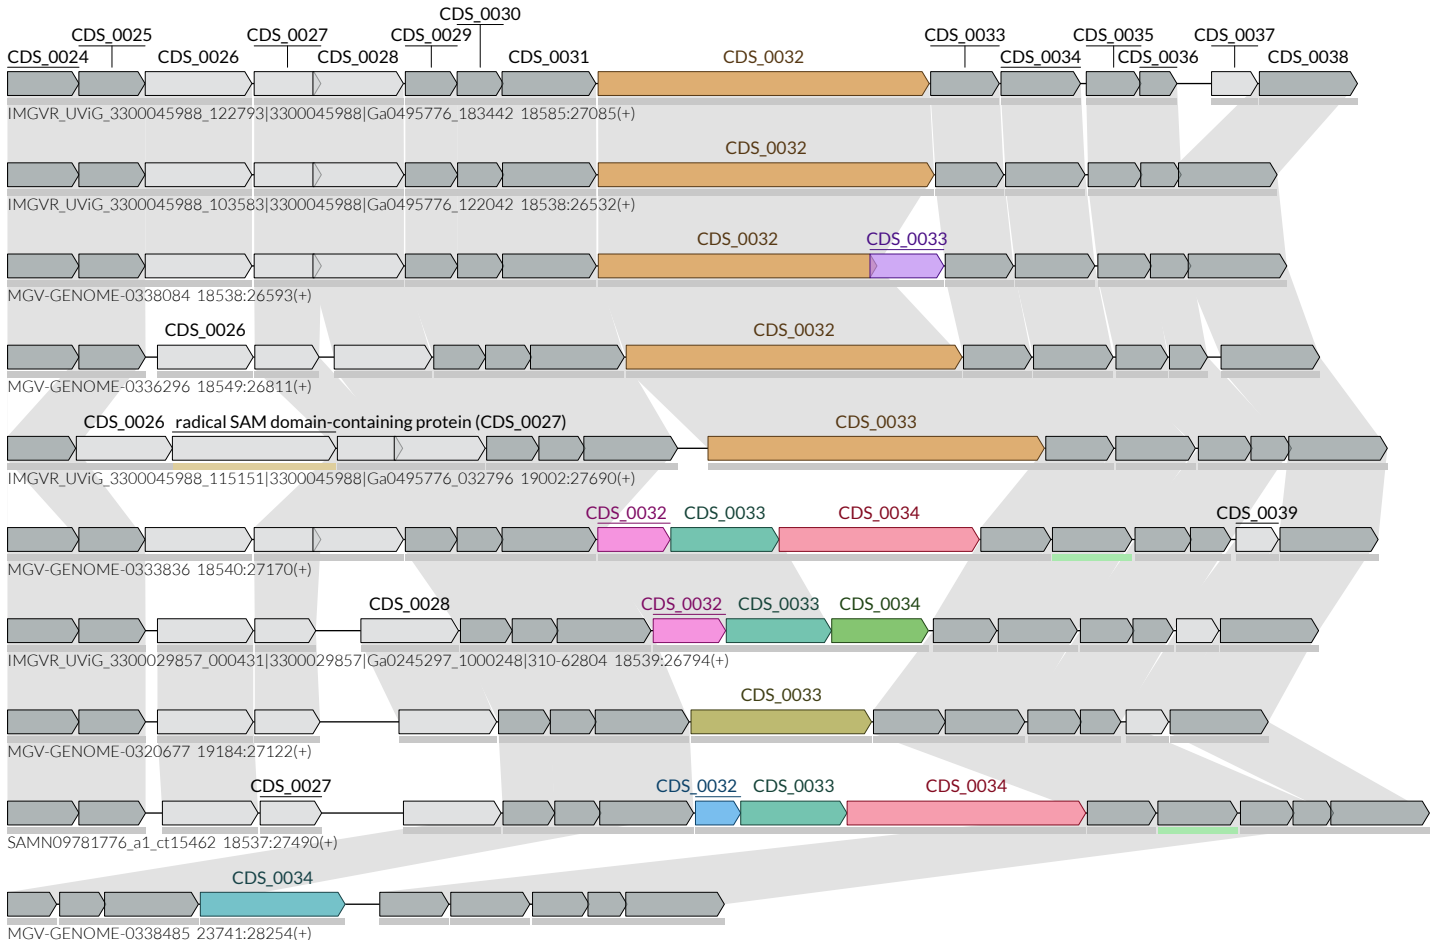 CDS_0030
CDS_0025 CDS_0027 CDS_0029 CDS_0033 CDS_0035 CDS_0037
CDS_0024 CDS_0026 CDS_0028 CDS_0031 CDS_0032 CDS_0034 CDS_0036 CDS_0038
IMGVR_UViG_3300045988_122793|3300045988|Ga0495776_183442 18585:27085(+)
CDS_0032
IMGVR_UViG_3300045988_103583|3300045988|Ga0495776_122042 18538:26532(+)
CDS_0032 CDS_0033
MGV-GENOME-0338084 18538:26593(+)
CDS_0026 CDS_0032
MGV-GENOME-0336296 18549:26811(+)
CDS_0026 radical SAM domain-containing protein (CDS_0027) CDS_0033
IMGVR_UViG_3300045988_115151|3300045988|Ga0495776_032796 19002:27690(+)
CDS_0032 CDS_0033 CDS_0034 CDS_0039
MGV-GENOME-0333836 18540:27170(+)
CDS_0028 CDS_0032 CDS_0033 CDS_0034
IMGVR_UViG_3300029857_000431|3300029857|Ga0245297_1000248|310-62804 18539:26794(+)
CDS_0033
MGV-GENOME-0320677 19184:27122(+)
CDS_0027 CDS_0032 CDS_0033 CDS_0034
SAMN09781776_a1_ct15462 18537:27490(+)
CDS_0034
MGV-GENOME-0338485 23741:28254(+)